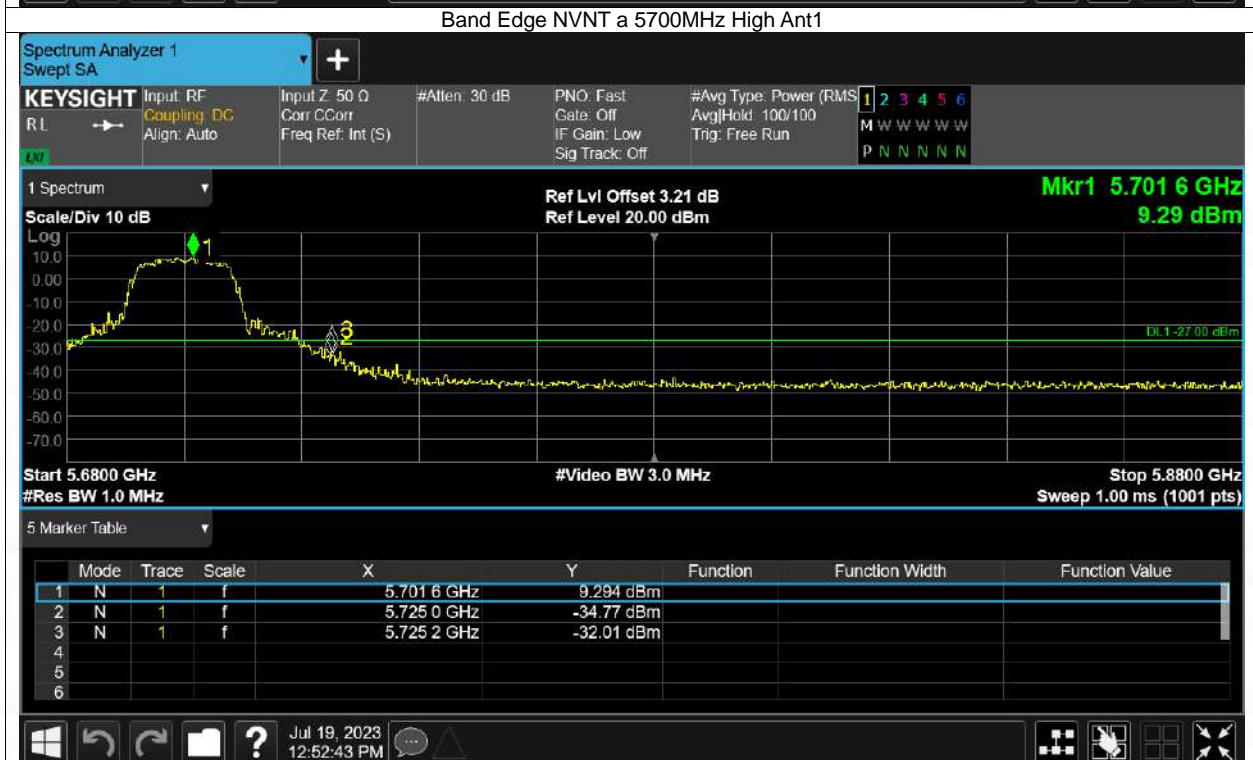 Band Edge NVNT a 5700MHz High Ant1
Spectrum Analyzer 1
Swept SA
+
KEYSIGHT Input: RF Input Z: 50 Ω #Atten: 30 dB PNO: Fast #Avg Type: Power (RMS 1 2 3 4 5 6
RL Coupling: DC Corr CCorr Gate: Off Avg|Hold: 100/100 M W W W W W
Align: Auto Freq Ref: Int (S) IF Gain: Low Trig: Free Run
LXI Sig Track: Off P N N N N N
1 Spectrum Ref Lvl Offset 3.21 dB Mkr1 5.701 6 GHz
Scale/Div 10 dB Ref Level 20.00 dBm 9.29 dBm
Log
1
10.0
0.00
-10.0
-20.0
3
2
DL1 -27.00 dBm
-30.0
-40.0
-50.0
-60.0
-70.0
Start 5.6800 GHz #Video BW 3.0 MHz Stop 5.8800 GHz
#Res BW 1.0 MHz Sweep 1.00 ms (1001 pts)
5 Marker Table
Mode Trace Scale X Y Function Function Width Function Value
1 N 1 f 5.701 6 GHz 9.294 dBm
2 N 1 f 5.725 0 GHz -34.77 dBm
3 N 1 f 5.725 2 GHz -32.01 dBm
4
5
6
? Jul 19, 2023
12:52:43 PM